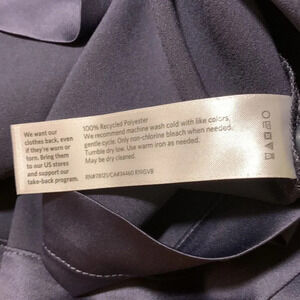 We want our
clothes back, even
if they're worn or
torn. Bring them
to our US stores
and support our
take-back program.
100% Recycled Polyester
We recommend machine wash cold with like colors,
gentle cycle. Only non-chlorine bleach when needed.
Tumble dry low. Use warm iron as needed.
May be dry cleaned.